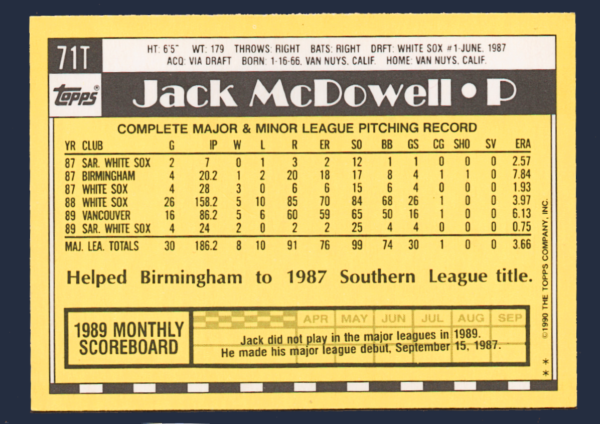 71T
HT: 6'5" WT: 179 THROWS: RIGHT BATS: RIGHT DRFT: WHITE SOX #1-JUNE, 1987
ACQ: VIA DRAFT BORN: 1-16-66, VAN NUYS, CALIF. HOME: VAN NUYS, CALIF.
Topps® Jack McDowell • P
COMPLETE MAJOR & MINOR LEAGUE PITCHING RECORD
YR CLUB G IP W L R ER SO BB GS CG SHO SV ERA
87 SAR. WHITE SOX 2 7 0 1 3 2 12 1 1 0 0 0 2.57
87 BIRMINGHAM 4 20.2 1 2 20 18 17 8 4 1 1 0 7.84
87 WHITE SOX 4 28 3 0 6 6 15 6 4 0 0 0 1.93
88 WHITE SOX 26 158.2 5 10 85 70 84 68 26 1 0 0 3.97
89 VANCOUVER 16 86.2 5 6 60 59 65 50 16 1 0 0 6.13
89 SAR. WHITE SOX 4 24 2 0 2 2 25 4 4 0 0 0 0.75
MAJ. LEA. TOTALS 30 186.2 8 10 91 76 99 74 30 1 0 0 3.66
Helped Birmingham to 1987 Southern League title.
1989 MONTHLY
SCOREBOARD
APR MAY JUN JUL AUG SEP
Jack did not play in the major leagues in 1989.
He made his major league debut, September 15, 1987.
©1990 THE TOPPS COMPANY, INC.
* *